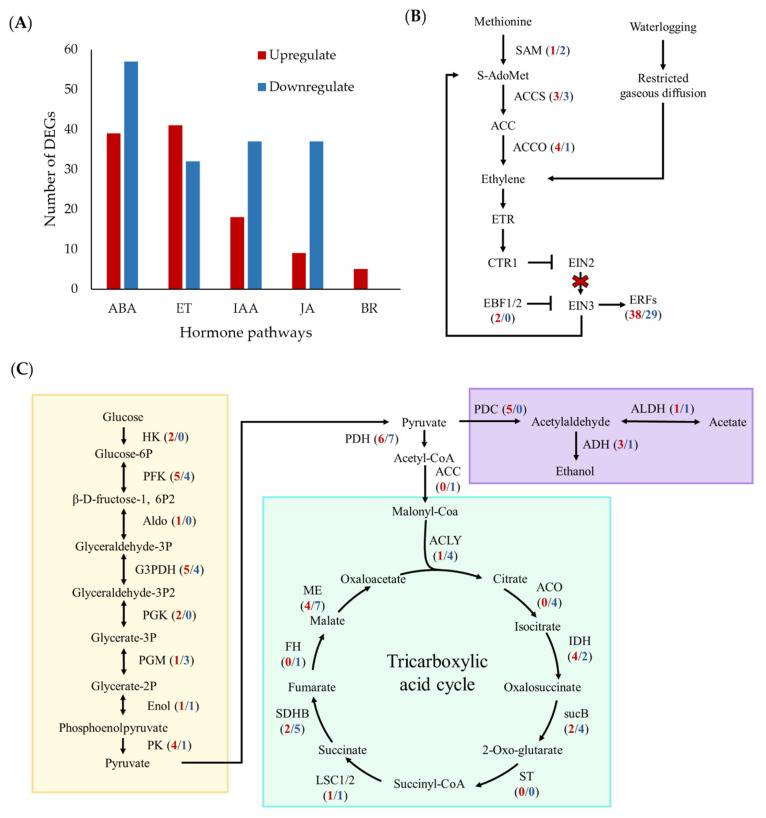 (A)
60
50
40
30
20
10
0
Number of DEGs
Upregulate
Downregulate
ABA ET IAA JA BR
Hormone pathways
(B)
Methionine
SAM (1/2)
S-AdoMet
ACCS (3/3)
ACC
ACCO (4/1)
Ethylene
ETR
CTR1
EIN2
EBF1/2
(2/0)
EIN3
ERFs
(38/29)
Waterlogging
Restricted
gaseous diffusion
(C)
Glucose
HK (2/0)
Glucose-6P
PFK (5/4)
β-D-fructose-1, 6P2
Aldo (1/0)
Glyceraldehyde-3P
G3PDH (5/4)
Glyceraldehyde-3P2
PGK (2/0)
Glycerate-3P
PGM (1/3)
Glycerate-2P
Enol (1/1)
Phosphoenolpyruvate
PK (4/1)
Pyruvate
Pyruvate
PDH (6/7)
Acetyl-CoA
ACC
(0/1)
Malonyl-Coa
PDC (5/0)
Acetylaldehyde
ALDH (1/1)
Acetate
ADH (3/1)
Ethanol
ACLY
(1/4)
Oxaloacetate
Citrate
ACO
(0/4)
Isocitrate
IDH
(4/2)
Oxalosuccinate
sucB
(2/4)
2-Oxo-glutarate
ST
(0/0)
Succinyl-CoA
LSC1/2
(1/1)
Succinate
SDHB
(2/5)
Fumarate
FH
(0/1)
Malate
ME
(4/7)
Tricarboxylic
acid cycle